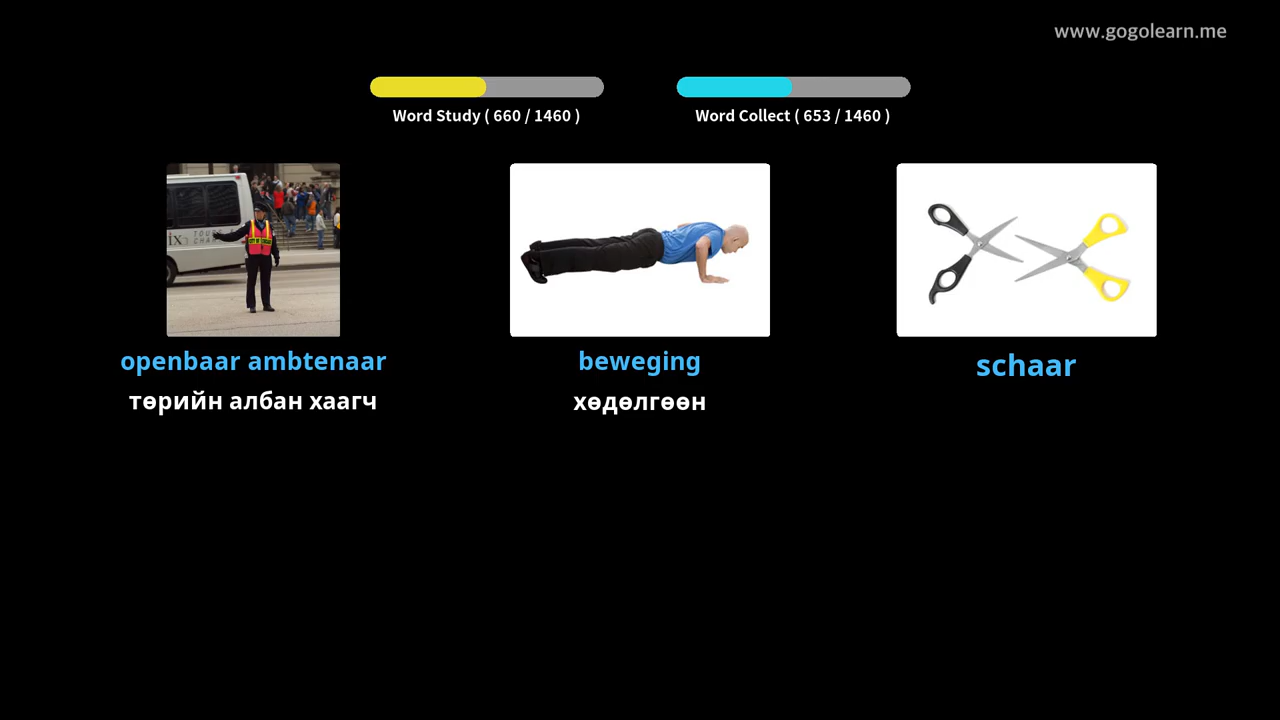 www.gogolearn.me
Word Study ( 660 / 1460 )
Word Collect ( 653 / 1460 )
openbaar ambtenaar
төрийн албан хаагч
beweging
хөдөлгөөн
schaar